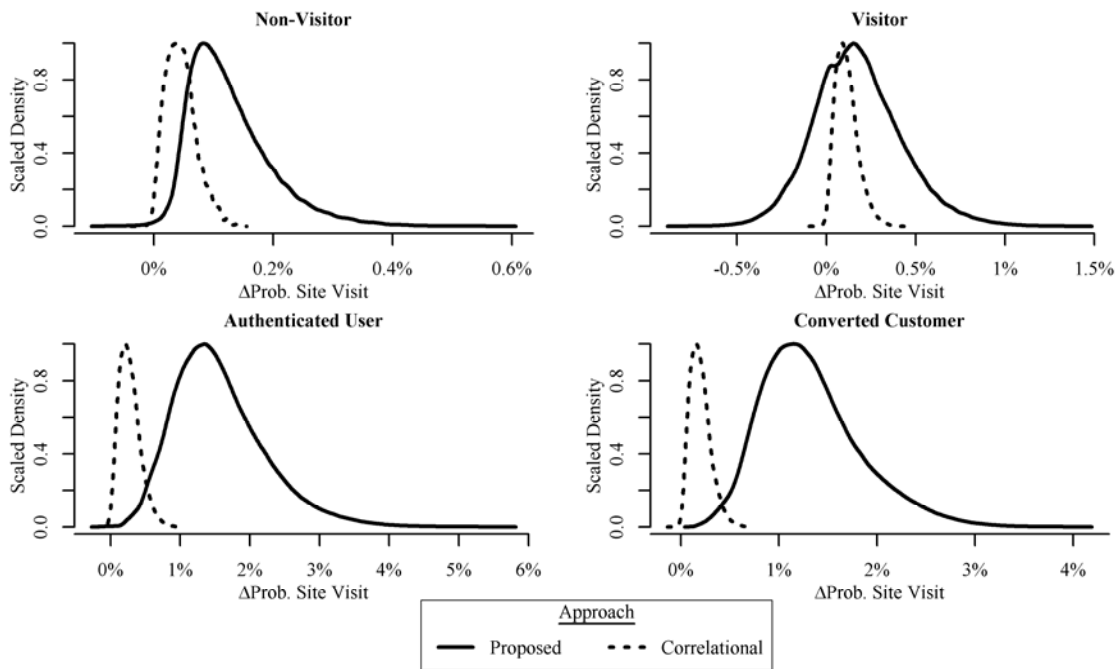 Non-Visitor
Scaled Density
0.0 0.4 0.8
0% 0.2% 0.4% 0.6%
ΔProb. Site Visit
Visitor
Scaled Density
0.0 0.4 0.8
-0.5% 0% 0.5% 1% 1.5%
ΔProb. Site Visit
Authenticated User
Scaled Density
0.0 0.4 0.8
0% 1% 2% 3% 4% 5% 6%
ΔProb. Site Visit
Converted Customer
Scaled Density
0.0 0.4 0.8
0% 1% 2% 3% 4%
ΔProb. Site Visit
Approach
Proposed Correlational